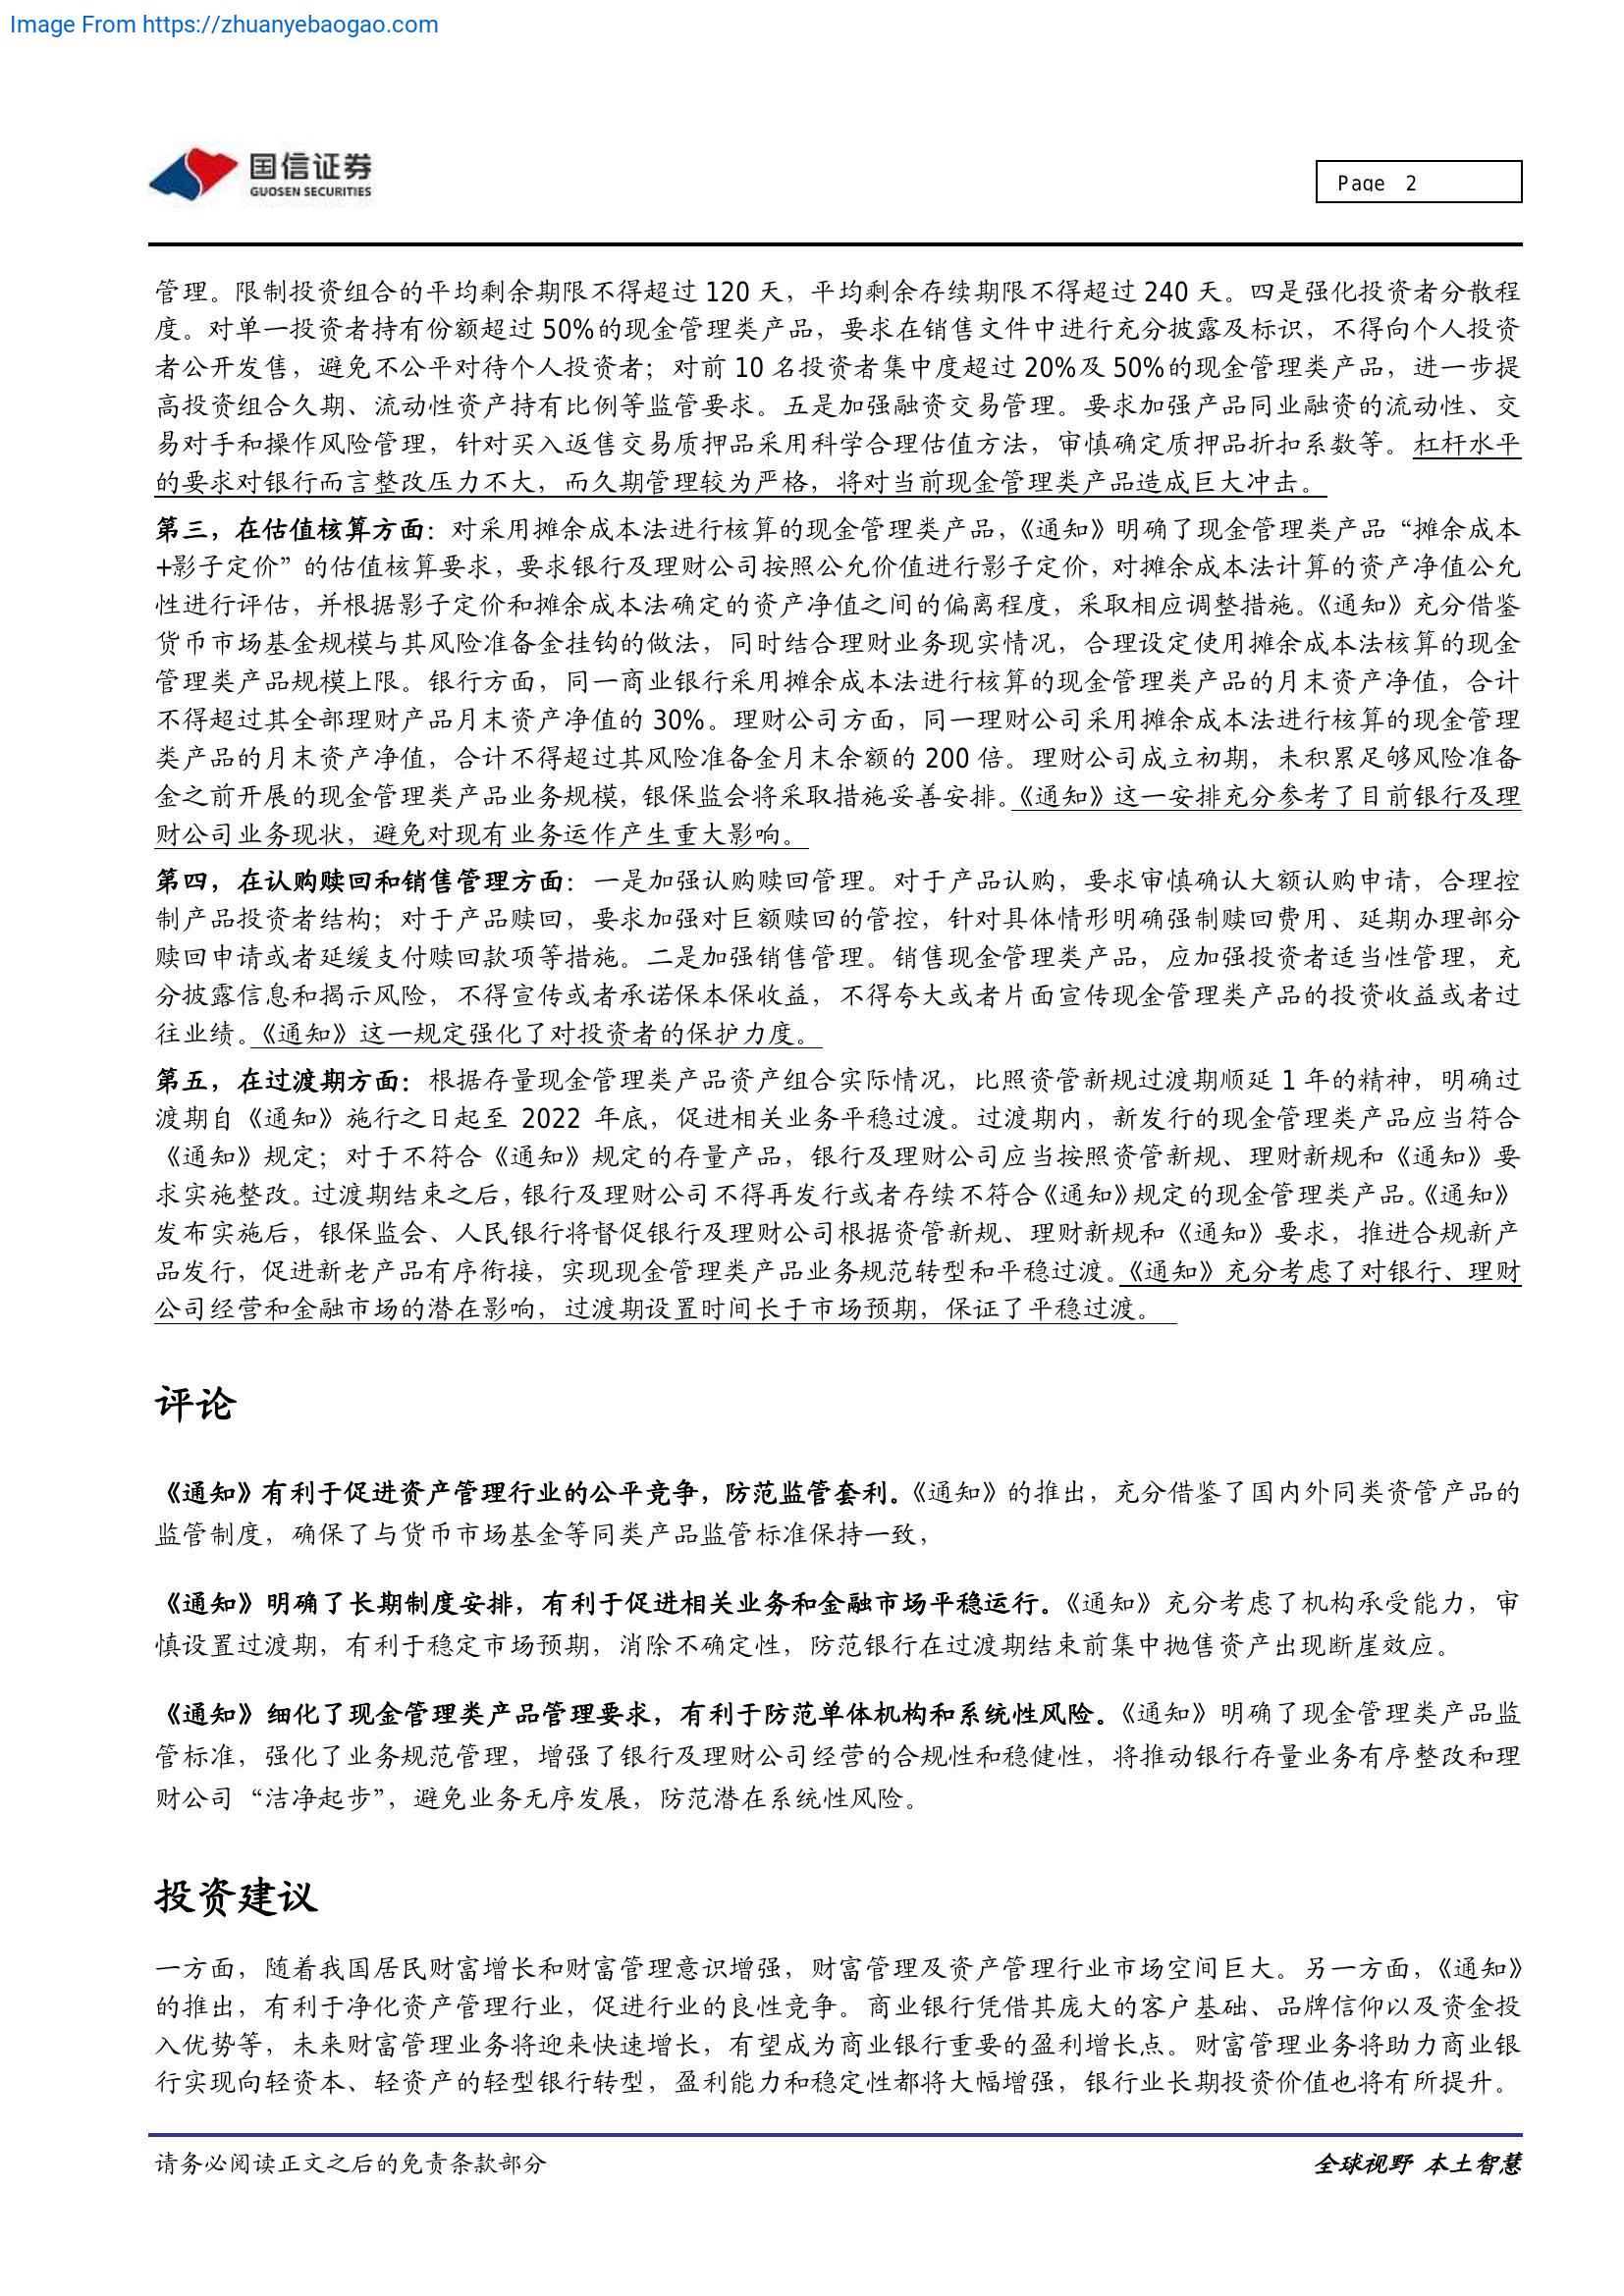 Image From https://zhuanyebaogao.com
国信证券
GUOSEN SECURITIES
Page 2
管理。限制投资组合的平均剩余期限不得超过 120 天，平均剩余存续期限不得超过 240 天。四是强化投资者分散程
度。对单一投资者持有份额超过 50%的现金管理类产品，要求在销售文件中进行充分披露及标识，不得向个人投资
者公开发售，避免不公平对待个人投资者；对前 10 名投资者集中度超过 20%及 50%的现金管理类产品，进一步提
高投资组合久期、流动性资产持有比例等监管要求。五是加强融资交易管理。要求加强产品同业融资的流动性、交
易对手和操作风险管理，针对买入返售交易质押品采用科学合理估值方法，审慎确定质押品折扣系数等。杠杆水平
的要求对银行而言整改压力不大，而久期管理较为严格，将对当前现金管理类产品造成巨大冲击。
第三，在估值核算方面：对采用摊余成本法进行核算的现金管理类产品，《通知》明确了现金管理类产品“摊余成本
+影子定价”的估值核算要求，要求银行及理财公司按照公允价值进行影子定价，对摊余成本法计算的资产净值公允
性进行评估，并根据影子定价和摊余成本法确定的资产净值之间的偏离程度，采取相应调整措施。《通知》充分借鉴
货币市场基金规模与其风险准备金挂钩的做法，同时结合理财业务现实情况，合理设定使用摊余成本法核算的现金
管理类产品规模上限。银行方面，同一商业银行采用摊余成本法进行核算的现金管理类产品的月末资产净值，合计
不得超过其全部理财产品月末资产净值的 30%。理财公司方面，同一理财公司采用摊余成本法进行核算的现金管理
类产品的月末资产净值，合计不得超过其风险准备金月末余额的 200 倍。理财公司成立初期，未积累足够风险准备
金之前开展的现金管理类产品业务规模，银保监会将采取措施妥善安排。《通知》这一安排充分参考了目前银行及理
财公司业务现状，避免对现有业务运作产生重大影响。
第四，在认购赎回和销售管理方面：一是加强认购赎回管理。对于产品认购，要求审慎确认大额认购申请，合理控
制产品投资者结构；对于产品赎回，要求加强对巨额赎回的管控，针对具体情形明确强制赎回费用、延期办理部分
赎回申请或者延缓支付赎回款项等措施。二是加强销售管理。销售现金管理类产品，应加强投资者适当性管理，充
分披露信息和揭示风险，不得宣传或者承诺保本保收益，不得夸大或者片面宣传现金管理类产品的投资收益或者过
往业绩。《通知》这一规定强化了对投资者的保护力度。
第五，在过渡期方面：根据存量现金管理类产品资产组合实际情况，比照资管新规过渡期顺延 1 年的精神，明确过
渡期自《通知》施行之日起至 2022 年底，促进相关业务平稳过渡。过渡期内，新发行的现金管理类产品应当符合
《通知》规定；对于不符合《通知》规定的存量产品，银行及理财公司应当按照资管新规、理财新规和《通知》要
求实施整改。过渡期结束之后，银行及理财公司不得再发行或者存续不符合《通知》规定的现金管理类产品。《通知》
发布实施后，银保监会、人民银行将督促银行及理财公司根据资管新规、理财新规和《通知》要求，推进合规新产
品发行，促进新老产品有序衔接，实现现金管理类产品业务规范转型和平稳过渡。《通知》充分考虑了对银行、理财
公司经营和金融市场的潜在影响，过渡期设置时间长于市场预期，保证了平稳过渡。
评论
《通知》有利于促进资产管理行业的公平竞争，防范监管套利。《通知》的推出，充分借鉴了国内外同类资管产品的
监管制度，确保了与货币市场基金等同类产品监管标准保持一致，
《通知》明确了长期制度安排，有利于促进相关业务和金融市场平稳运行。《通知》充分考虑了机构承受能力，审
慎设置过渡期，有利于稳定市场预期，消除不确定性，防范银行在过渡期结束前集中抛售资产出现断崖效应。
《通知》细化了现金管理类产品管理要求，有利于防范单体机构和系统性风险。《通知》明确了现金管理类产品监
管标准，强化了业务规范管理，增强了银行及理财公司经营的合规性和稳健性，将推动银行存量业务有序整改和理
财公司“洁净起步”，避免业务无序发展，防范潜在系统性风险。
投资建议
一方面，随着我国居民财富增长和财富管理意识增强，财富管理及资产管理行业市场空间巨大。另一方面，《通知》
的推出，有利于净化资产管理行业，促进行业的良性竞争。商业银行凭借其庞大的客户基础、品牌信仰以及资金投
入优势等，未来财富管理业务将迎来快速增长，有望成为商业银行重要的盈利增长点。财富管理业务将助力商业银
行实现向轻资本、轻资产的轻型银行转型，盈利能力和稳定性都将大幅增强，银行业长期投资价值也将有所提升。
请务必阅读正文之后的免责条款部分
全球视野 本土智慧